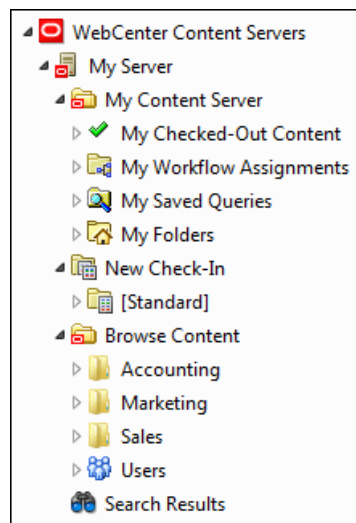 WebCenter Content Servers
My Server
My Content Server
My Checked-Out Content
My Workflow Assignments
My Saved Queries
My Folders
New Check-In
[Standard]
Browse Content
Accounting
Marketing
Sales
Users
Search Results